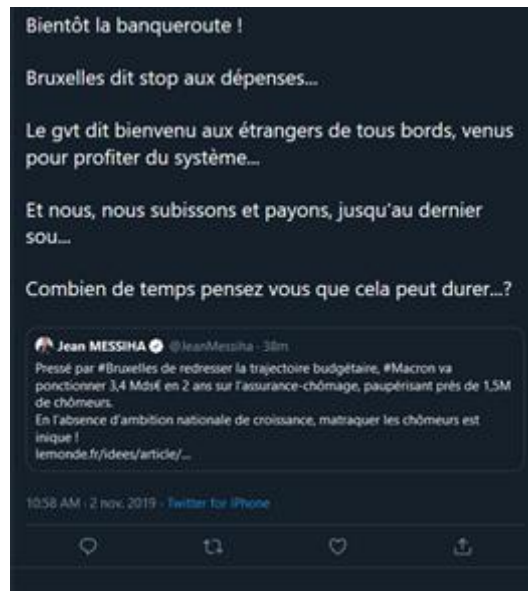 Bientôt la banqueroute !
Bruxelles dit stop aux dépenses...
Le gvt dit bienvenu aux étrangers de tous bords, venus
pour profiter du système...
Et nous, nous subissons et payons, jusqu'au dernier
sou...
Combien de temps pensez vous que cela peut durer...?
Jean MESSIHA @JeanMessiha · 38m
Pressé par #Bruxelles de redresser la trajectoire budgétaire, #Macron va
ponctionner 3,4 Mds€ en 2 ans sur l'assurance-chômage, paupérisant près de 1,5M
de chômeurs.
En l'absence d'ambition nationale de croissance, matraquer les chômeurs est
inique !
lemonde.fr/idees/article/...
10:58 AM · 2 nov. 2019 · Twitter for iPhone